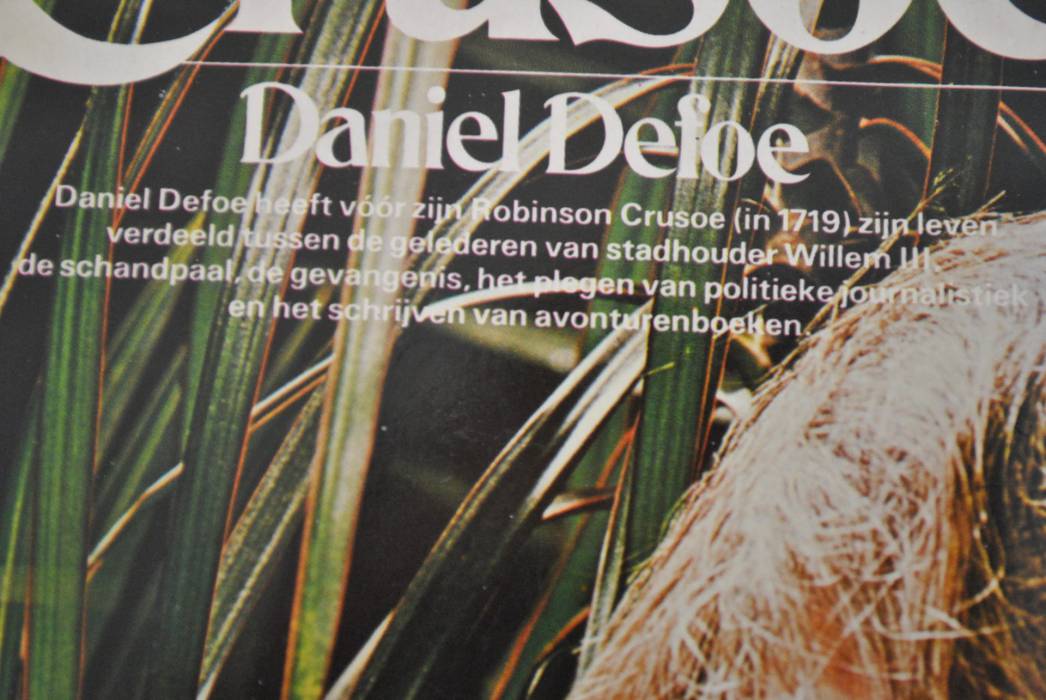 Crusoe
Daniel Defoe
Daniel Defoe heeft vóór zijn Robinson Crusoe (in 1719) zijn leven
verdeeld tussen de gelederen van stadhouder Willem III,
de schandpaal, de gevangenis, het plegen van politieke journalistiek
en het schrijven van avonturenboeken.